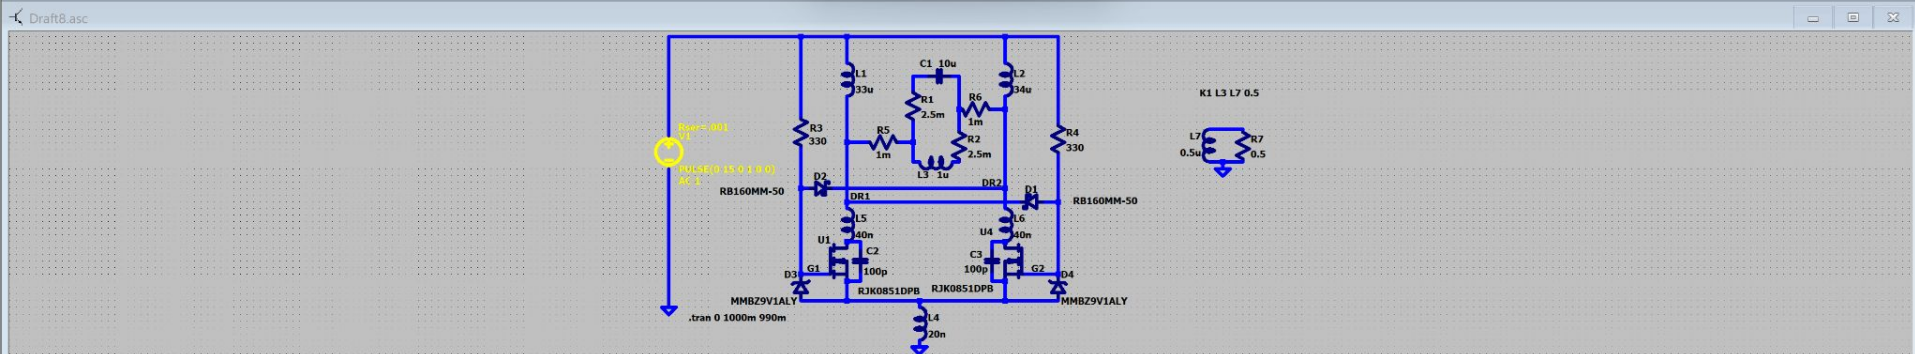 Draft8.asc
C1 10u
L1
33u
L2
34u
K1 L3 L7 0.5
R1
2.5m
R6
1m
Rser=.001
V1
R3
330
R5
1m
R2
2.5m
R4
330
L7
0.5u
R7
0.5
PULSE(0 15 0 1 0 0)
AC 1
L3 1u
D2
RB160MM-50
DR1
DR2
D1
RB160MM-50
L5
40n
L6
40n
U1
U4
C2
100p
C3
100p
D3
G1
G2
D4
RJK0851DPB
RJK0851DPB
MMBZ9V1ALY
MMBZ9V1ALY
.tran 0 1000m 990m
L4
20n